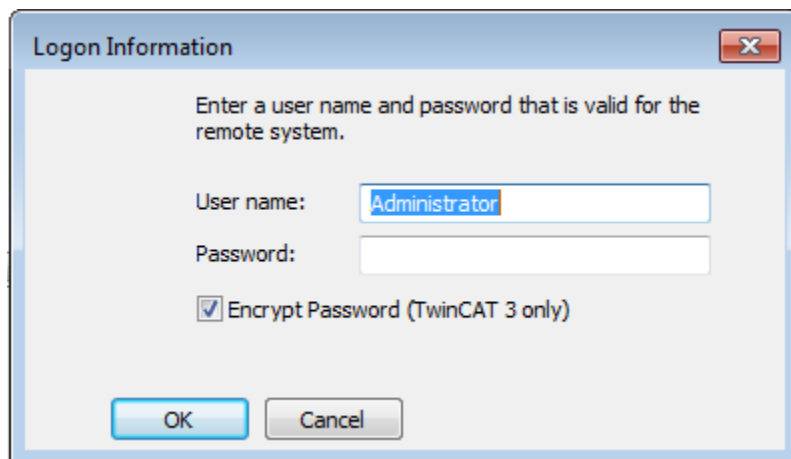 Logon Information
Enter a user name and password that is valid for the
remote system.
User name:
Administrator
Password:
Encrypt Password (TwinCAT 3 only)
OK
Cancel